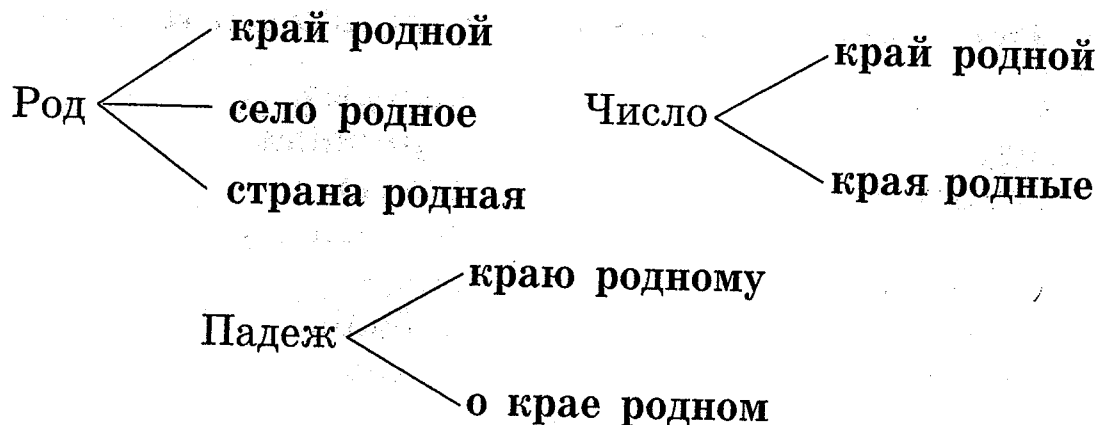 Род
край родной
село родное
страна родная
Число
край родной
края родные
Падеж
краю родному
о крае родном